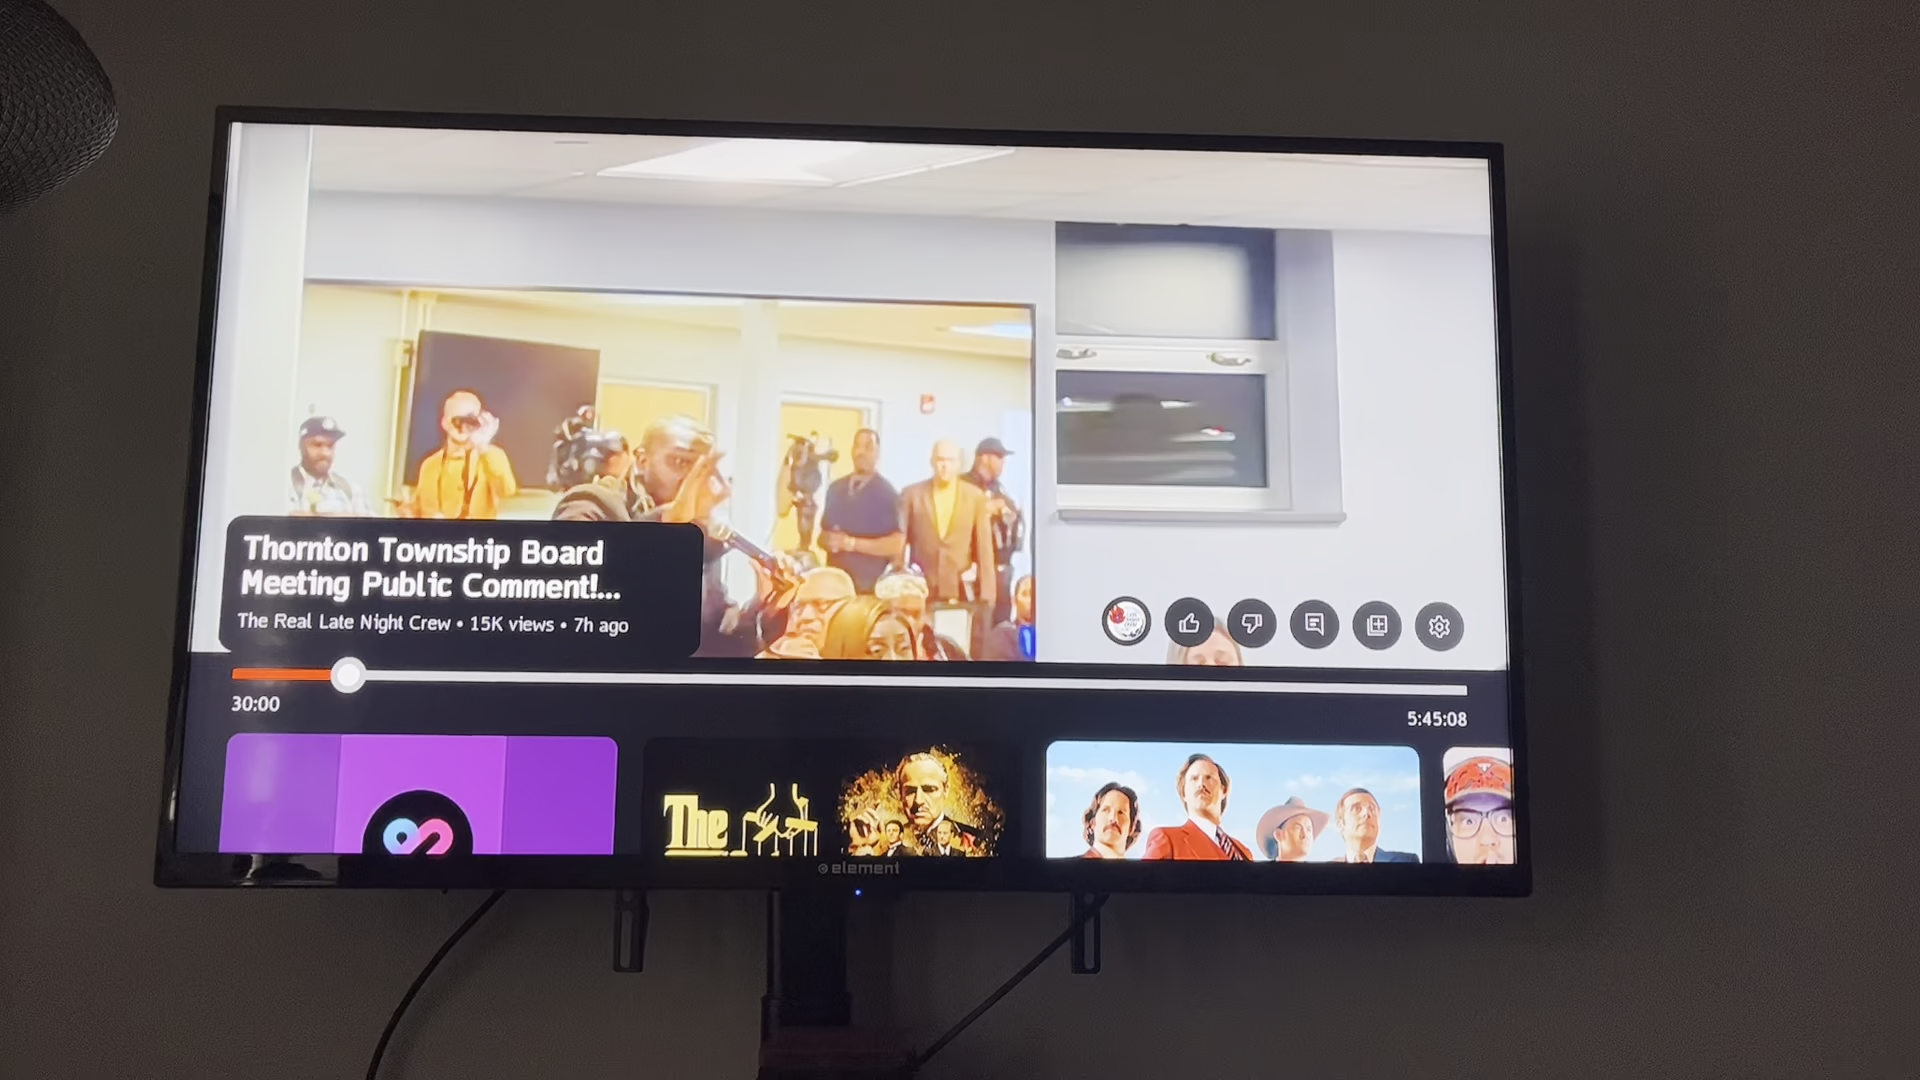 Thornton Township Board
Meeting Public Comment!...
The Real Late Night Crew • 15K views • 7h ago
30:00
5:45:08
The
element